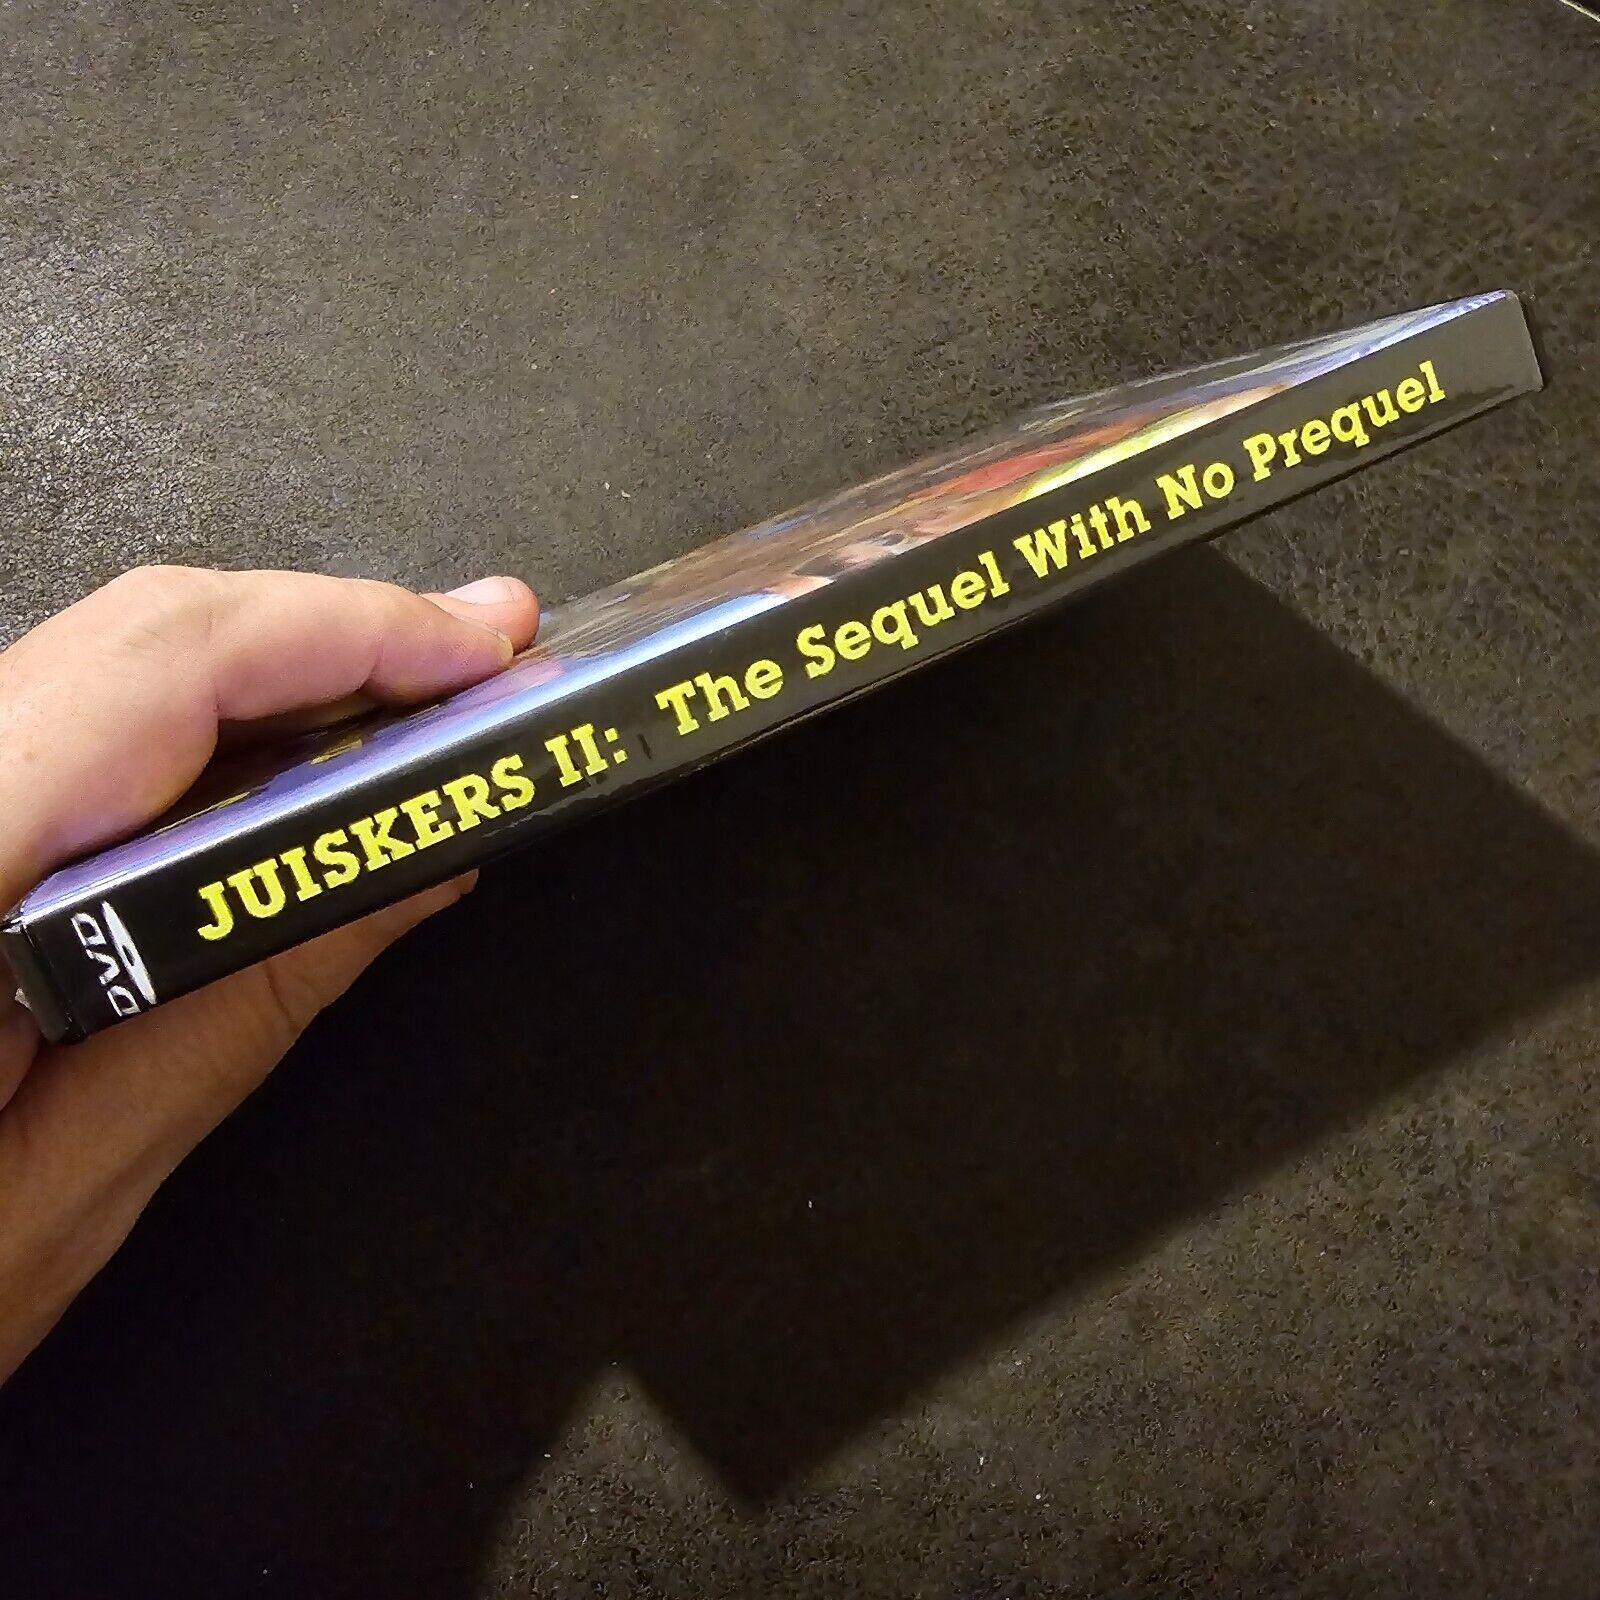 DVD
JUISKERS II: The Sequel With No Prequel